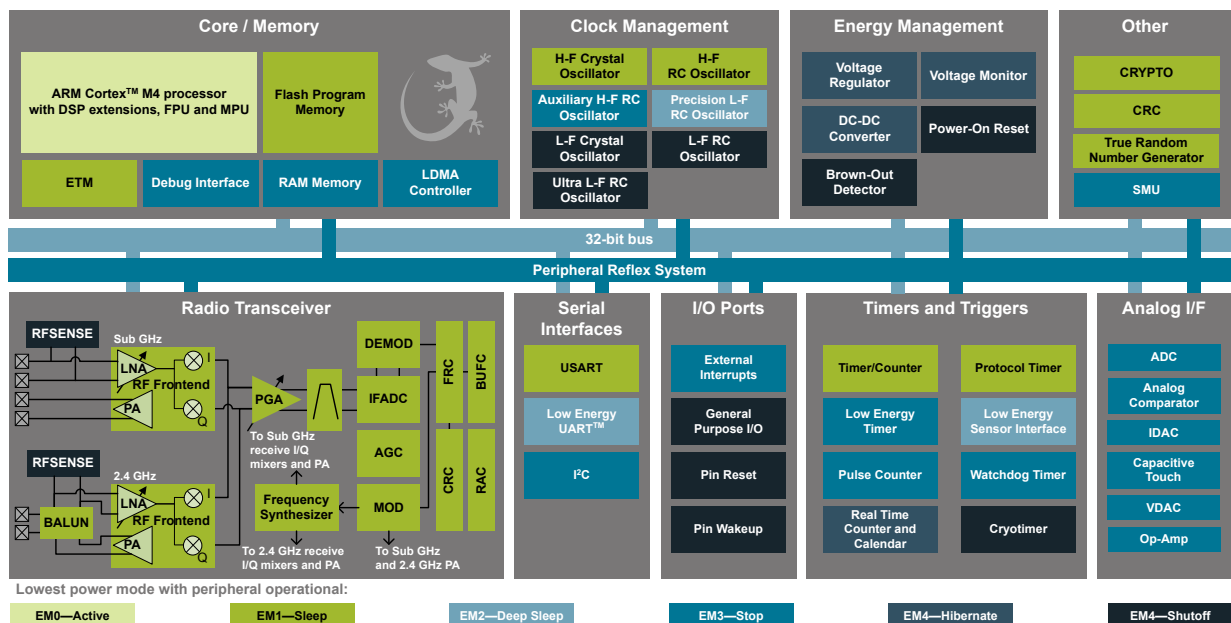 Core / Memory
ARM Cortex™ M4 processor
with DSP extensions, FPU and MPU
Flash Program
Memory
ETM
Debug Interface
RAM Memory
LDMA
Controller
Clock Management
H-F Crystal
Oscillator
H-F
RC Oscillator
Auxiliary H-F RC
Oscillator
Precision L-F
RC Oscillator
L-F Crystal
Oscillator
L-F RC
Oscillator
Ultra L-F RC
Oscillator
Energy Management
Voltage
Regulator
Voltage Monitor
DC-DC
Converter
Power-On Reset
Brown-Out
Detector
Other
CRYPTO
CRC
True Random
Number Generator
SMU
32-bit bus
Peripheral Reflex System
Radio Transceiver
RFSENSE
Sub GHz
LNA
RF Frontend
PA
I
Q
RFSENSE
2.4 GHz
BALUN
LNA
RF Frontend
PA
I
Q
PGA
To Sub GHz
receive I/Q
mixers and PA
Frequency
Synthesizer
To 2.4 GHz receive
I/Q mixers and PA
DEMOD
IFADC
AGC
MOD
To Sub GHz
and 2.4 GHz PA
FRC
BUFC
CRC
RAC
Serial
Interfaces
USART
Low Energy
UART™
I²C
I/O Ports
External
Interrupts
General
Purpose I/O
Pin Reset
Pin Wakeup
Timers and Triggers
Timer/Counter
Protocol Timer
Low Energy
Timer
Low Energy
Sensor Interface
Pulse Counter
Watchdog Timer
Real Time
Counter and
Calendar
Cryotimer
Analog I/F
ADC
Analog
Comparator
IDAC
Capacitive
Touch
VDAC
Op-Amp
Lowest power mode with peripheral operational:
EM0—Active
EM1—Sleep
EM2—Deep Sleep
EM3—Stop
EM4—Hibernate
EM4—Shutoff